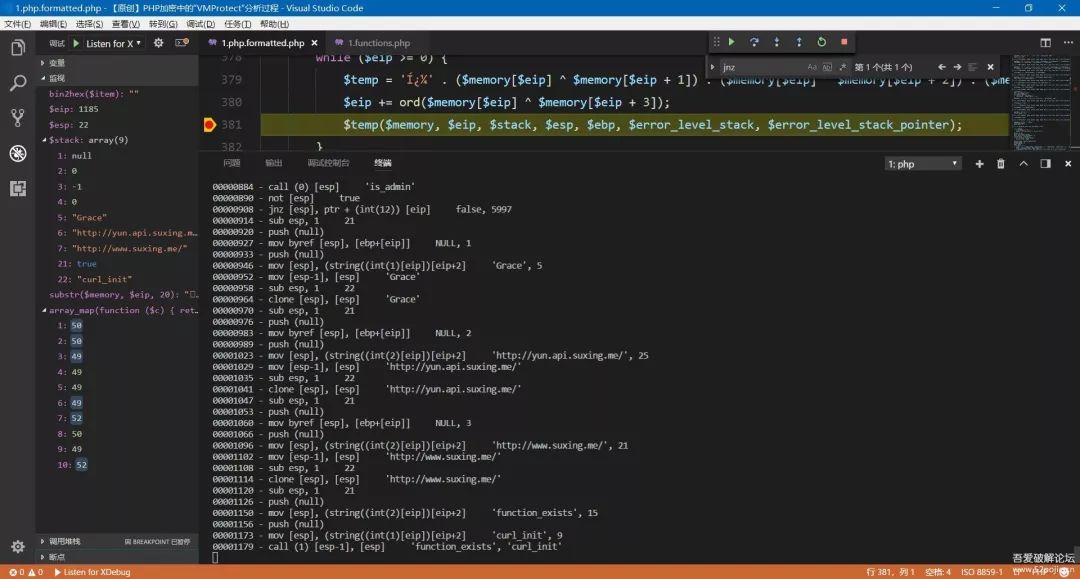 1.php.formatted.php - 【原创】PHP加密中的"VMProtect"分析过程 - Visual Studio Code
文件(F) 编辑(E) 选择(S) 查看(V) 转到(G) 调试(D) 任务(T) 帮助(H)
调试 Listen for X
1.php.formatted.php 1.functions.php
变量
监视
bin2hex($item): ""
$eip: 1185
$esp: 22
$stack: array(9)
1: null
2: 0
3: -1
4: 0
5: "Grace"
6: "http://yun.api.suxing.m…
7: "http://www.suxing.me/"
21: true
22: "curl_init"
substr($memory, $eip, 20): "
array_map(function ($c) { ret…
1: 50
2: 50
3: 49
4: 49
5: 49
6: 49
7: 52
8: 50
9: 49
10: 52
调用堆栈 因 BREAKPOINT 已暂停
断点
378 while ($eip >= 0) {
379 $temp = 'Í¿¼' . ($memory[$eip] ^ $memory[$eip + 1]) .
380 $eip += ord($memory[$eip] ^ $memory[$eip + 3]);
381 $temp($memory, $eip, $stack, $esp, $ebp, $error_level_stack, $error_level_stack_pointer);
382 }
jnz 第 1 个(共 1 个)
问题 输出 调试控制台 终端
1: php
00000884 - call (0) [esp] 'is_admin'
00000890 - not [esp] true
00000908 - jnz [esp], ptr + (int(12)) [eip] false, 5997
00000914 - sub esp, 1 21
00000920 - push (null)
00000927 - mov byref [esp], [ebp+[eip]] NULL, 1
00000933 - push (null)
00000946 - mov [esp], (string((int(1)[eip])[eip+2] 'Grace', 5
00000952 - mov [esp-1], [esp] 'Grace'
00000958 - sub esp, 1 22
00000964 - clone [esp], [esp] 'Grace'
00000970 - sub esp, 1 21
00000976 - push (null)
00000983 - mov byref [esp], [ebp+[eip]] NULL, 2
00000989 - push (null)
00001023 - mov [esp], (string((int(2)[eip])[eip+2] 'http://yun.api.suxing.me/', 25
00001029 - mov [esp-1], [esp] 'http://yun.api.suxing.me/'
00001035 - sub esp, 1 22
00001041 - clone [esp], [esp] 'http://yun.api.suxing.me/'
00001047 - sub esp, 1 21
00001053 - push (null)
00001060 - mov byref [esp], [ebp+[eip]] NULL, 3
00001066 - push (null)
00001096 - mov [esp], (string((int(2)[eip])[eip+2] 'http://www.suxing.me/', 21
00001102 - mov [esp-1], [esp] 'http://www.suxing.me/'
00001108 - sub esp, 1 22
00001114 - clone [esp], [esp] 'http://www.suxing.me/'
00001120 - sub esp, 1 21
00001126 - push (null)
00001150 - mov [esp], (string((int(2)[eip])[eip+2] 'function_exists', 15
00001156 - push (null)
00001173 - mov [esp], (string((int(1)[eip])[eip+2] 'curl_init', 9
00001179 - call (1) [esp-1], [esp] 'function_exists', 'curl_init'
吾爱破解论坛
0 0 Listen for XDebug
行 381，列 1 空格: 4 ISO 8859-1